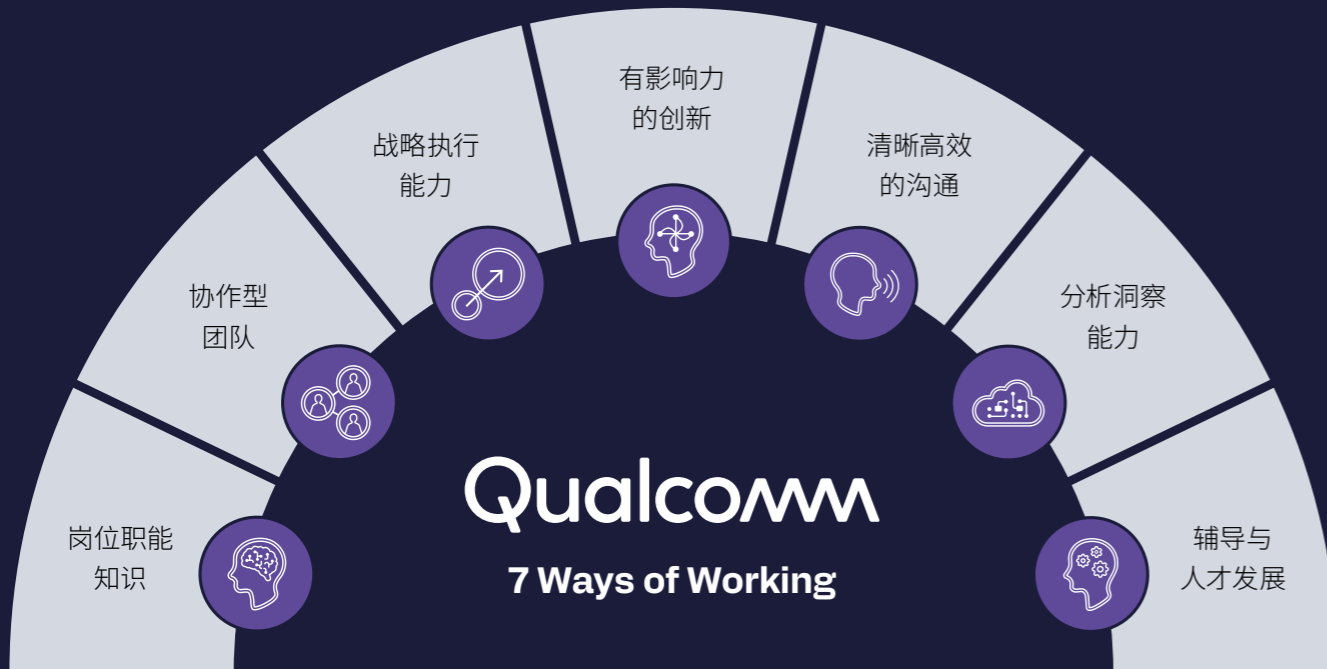 岗位职能
知识
协作型
团队
战略执行
能力
有影响力
的创新
清晰高效
的沟通
分析洞察
能力
辅导与
人才发展
Qualcomm
7 Ways of Working